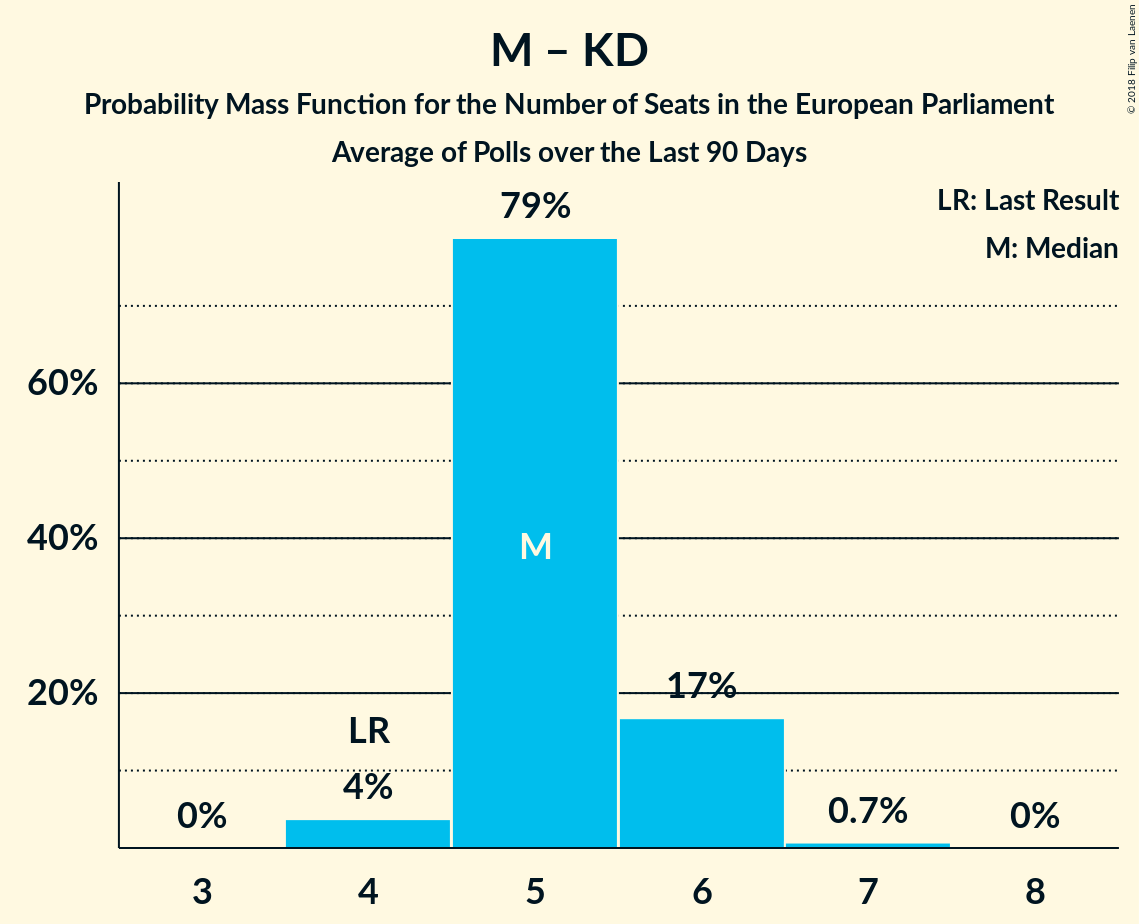 M – KD
Probability Mass Function for the Number of Seats in the European Parliament
Average of Polls over the Last 90 Days
© 2018 Filip van Laenen
LR: Last Result
M: Median
79%
60%
M
40%
17%
20%
LR
4%
0%
0.7%
0%
3 4 5 6 7 8